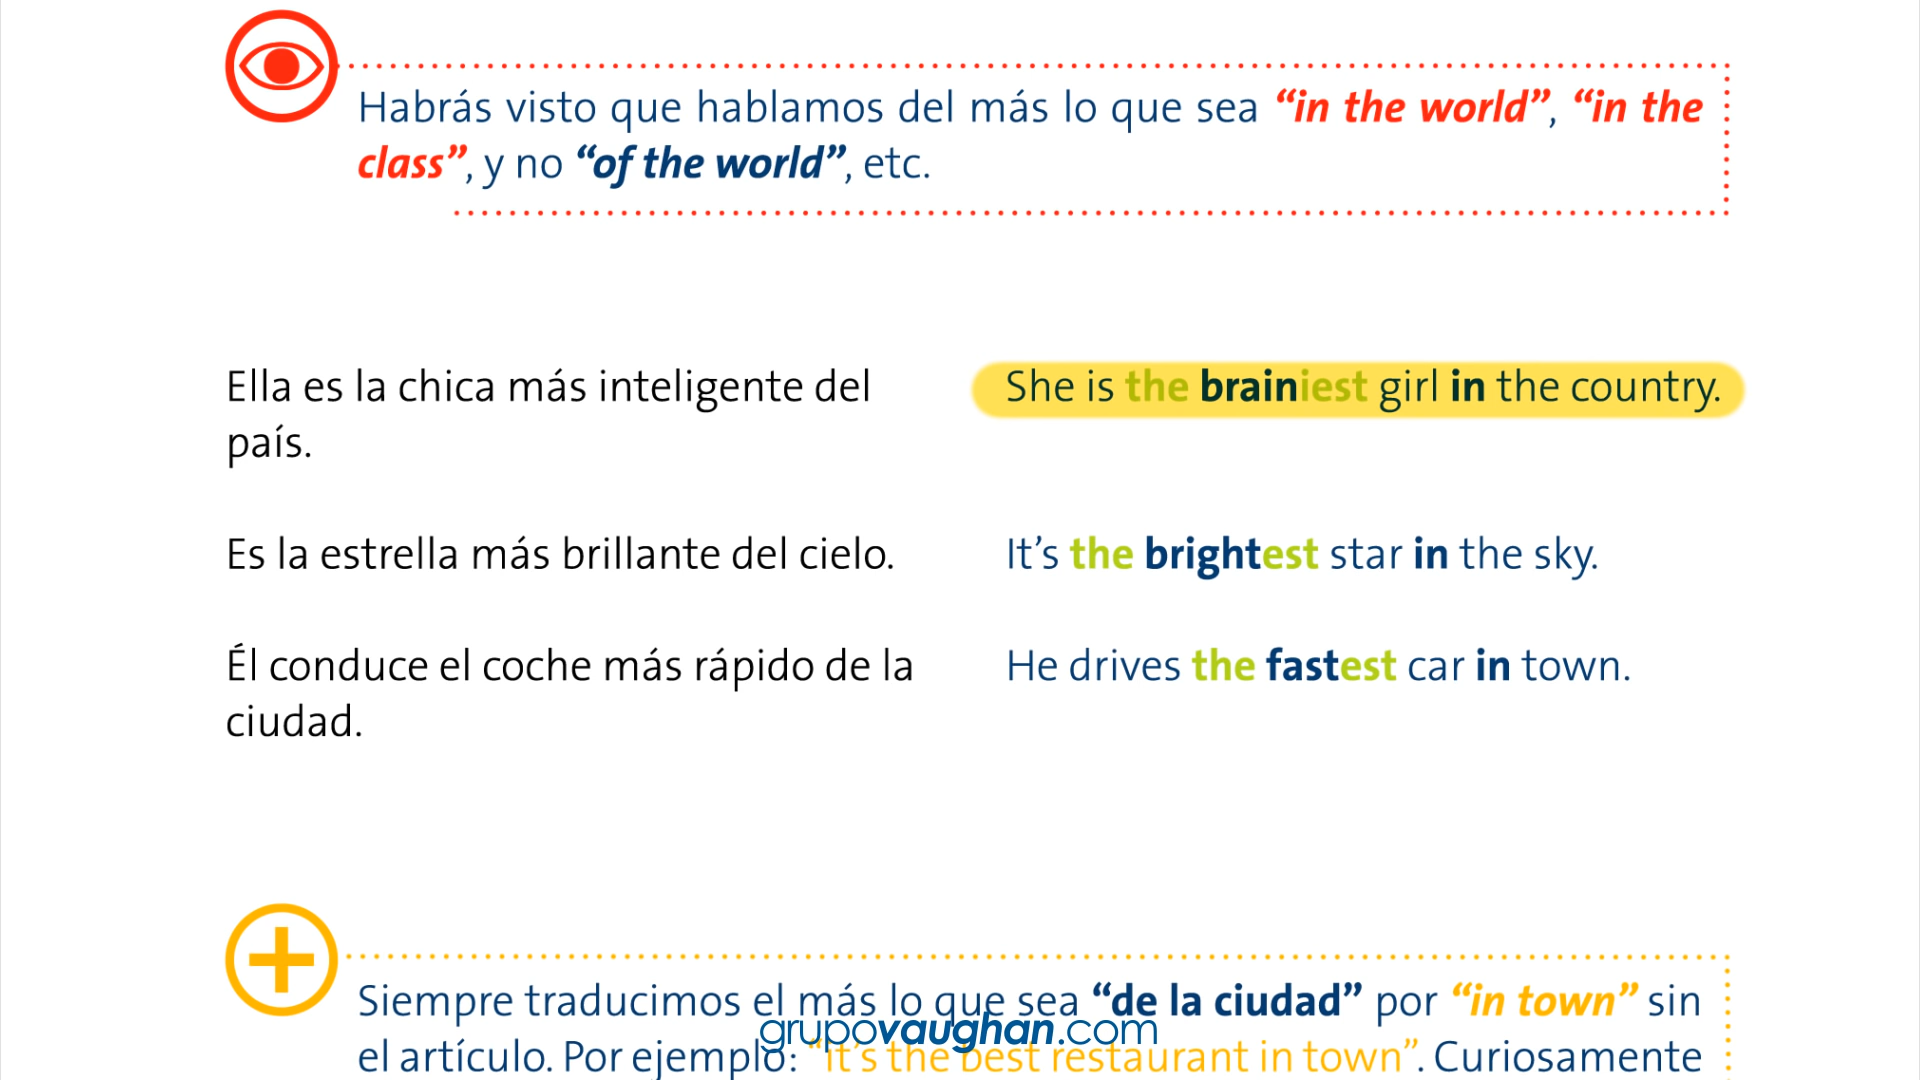 Habrás visto que hablamos del más lo que sea “in the world”, “in the
class”, y no “of the world”, etc.
Ella es la chica más inteligente del
país.
She is the brainiest girl in the country.
Es la estrella más brillante del cielo.
It’s the brightest star in the sky.
Él conduce el coche más rápido de la
ciudad.
He drives the fastest car in town.
Siempre traducimos el más lo que sea “de la ciudad” por “in town” sin
el artículo. Por ejemplo: “It’s the best restaurant in town”. Curiosamente
grupovaughan.com